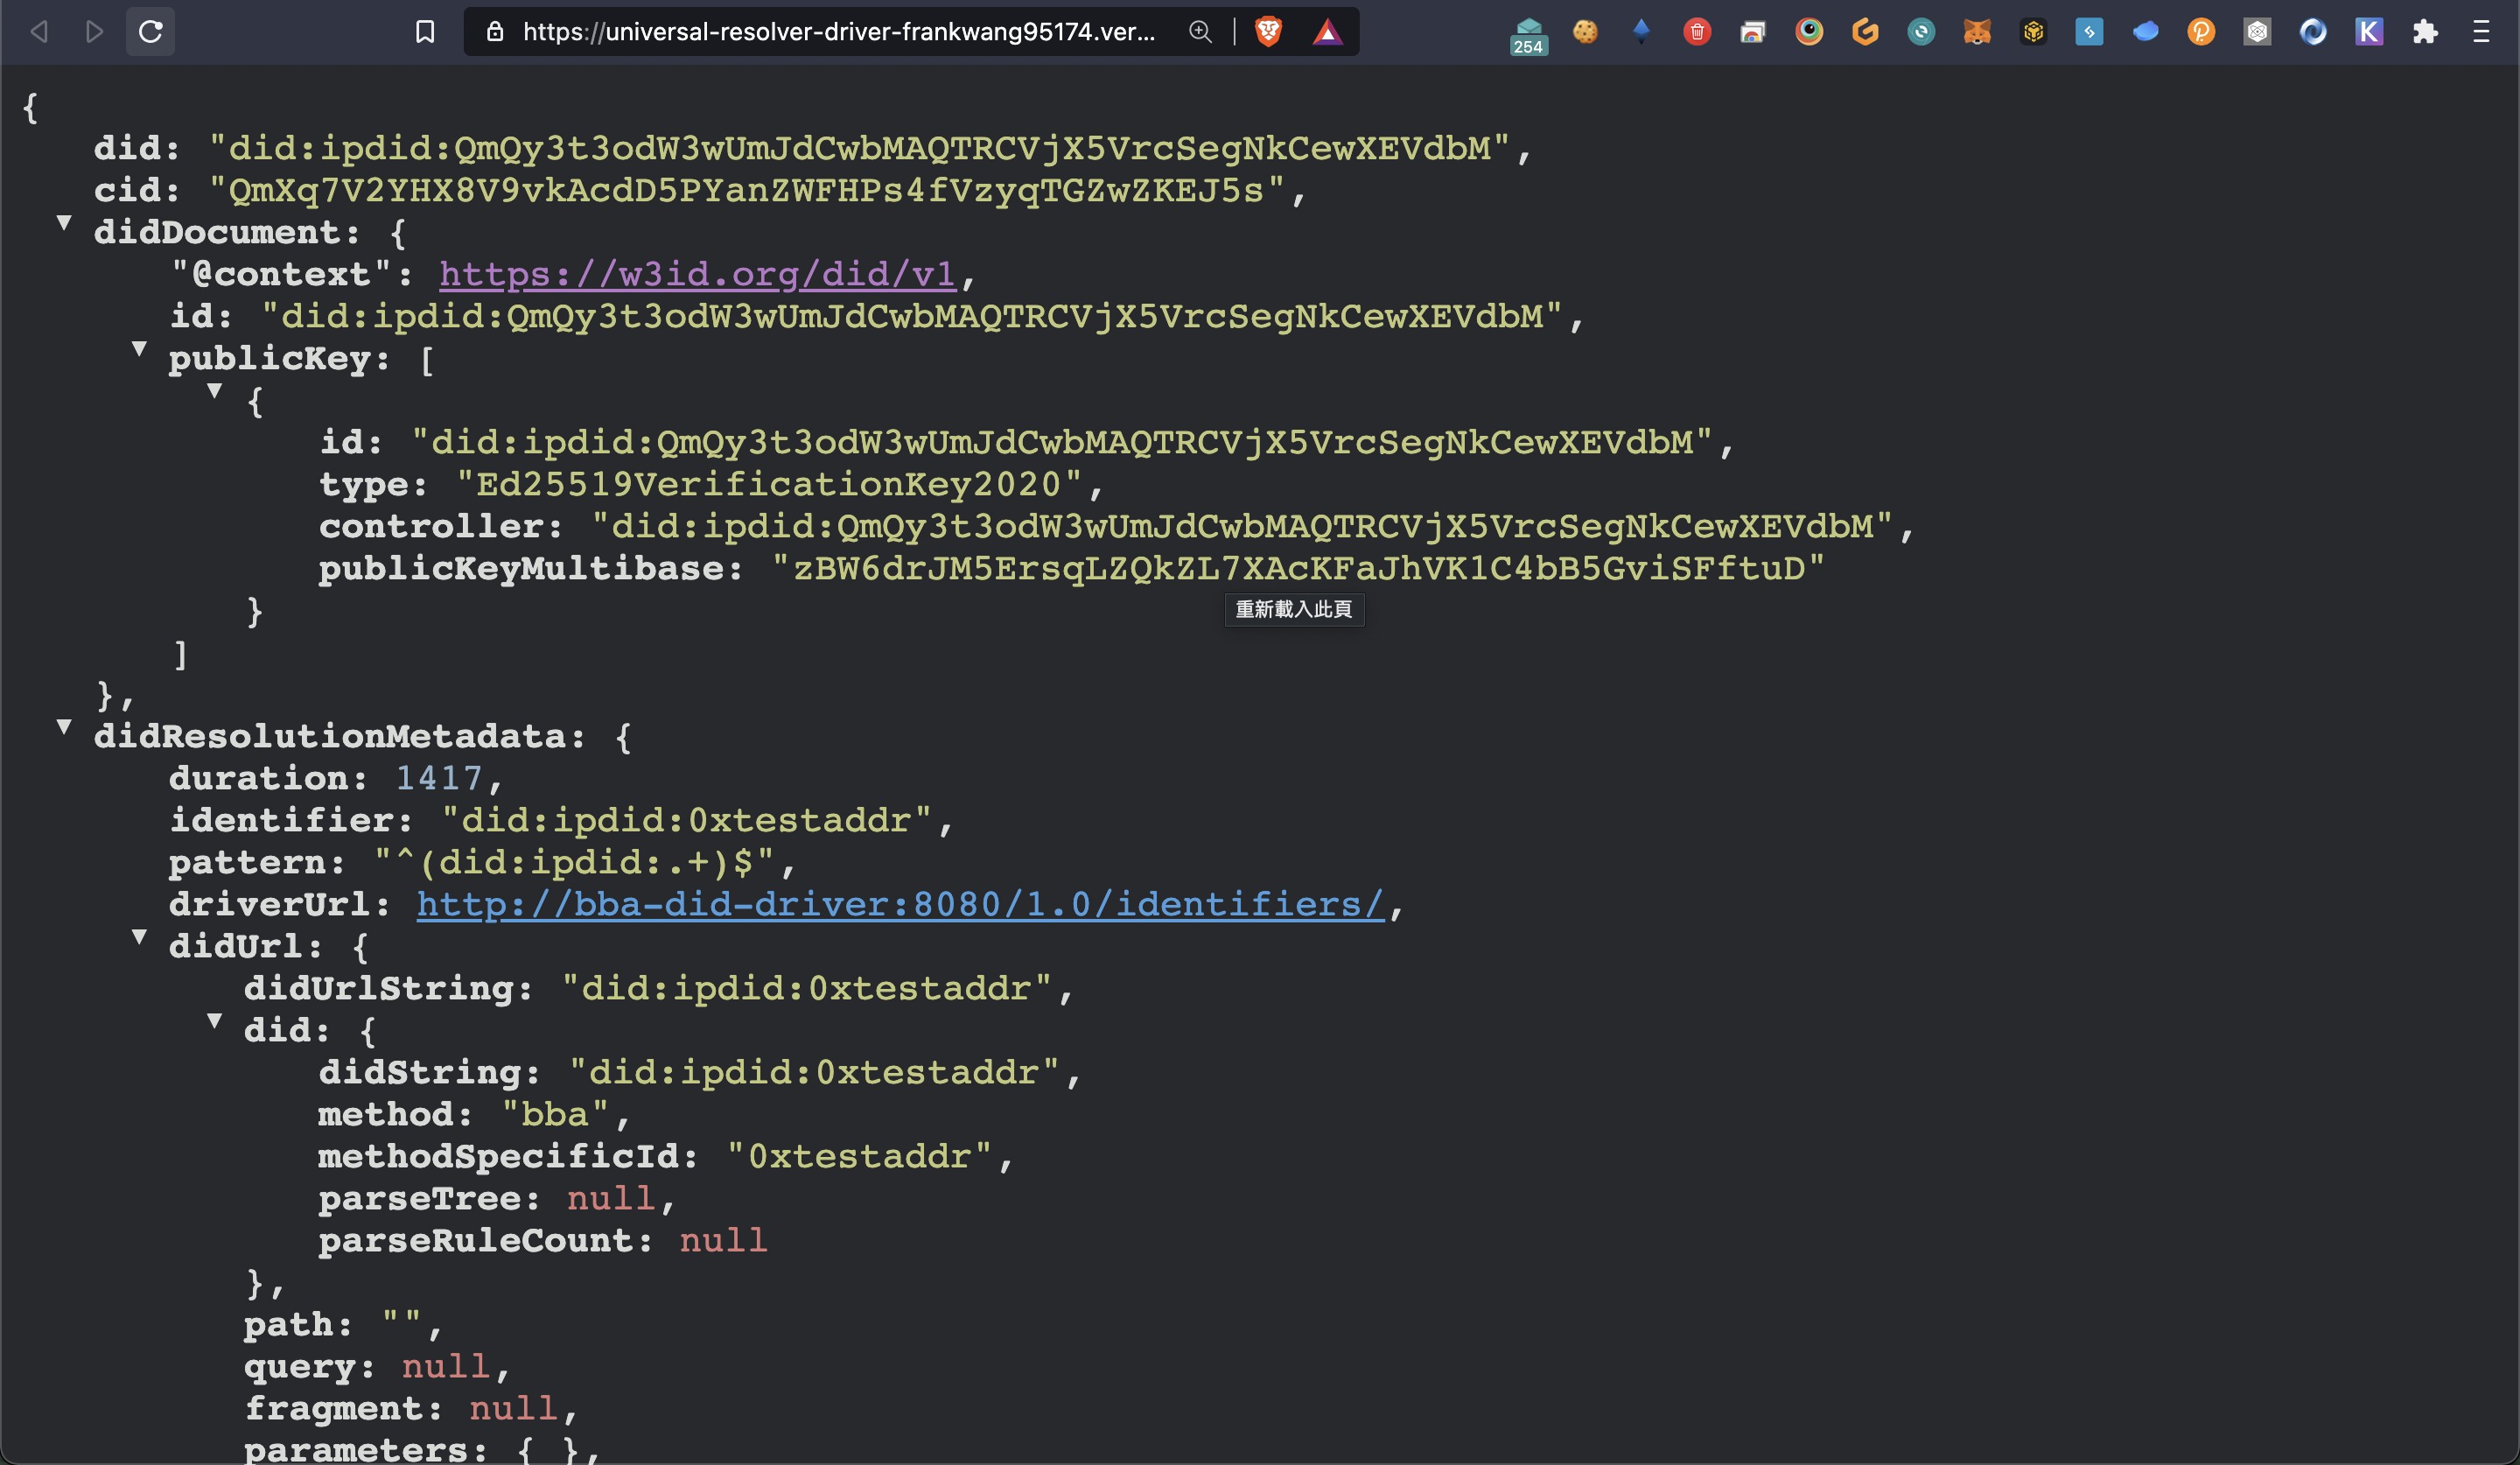 https://universal-resolver-driver-frankwang95174.ver...
254
{
did: "did:ipdid:QmQy3t3odW3wUmJdCwbMAQTRCVjX5VrcSegNkCewXEVdbM",
cid: "QmXq7V2YHX8V9vkAcdD5PYanZWFHPs4fVzyqTGZwZKEJ5s",
didDocument: {
"@context": https://w3id.org/did/v1,
id: "did:ipdid:QmQy3t3odW3wUmJdCwbMAQTRCVjX5VrcSegNkCewXEVdbM",
publicKey: [
{
id: "did:ipdid:QmQy3t3odW3wUmJdCwbMAQTRCVjX5VrcSegNkCewXEVdbM",
type: "Ed25519VerificationKey2020",
controller: "did:ipdid:QmQy3t3odW3wUmJdCwbMAQTRCVjX5VrcSegNkCewXEVdbM",
publicKeyMultibase: "zBW6drJM5ErsqLZQkZL7XAcKFaJhVK1C4bB5GviSFftuD"
重新載入此頁
}
]
},
didResolutionMetadata: {
duration: 1417,
identifier: "did:ipdid:0xtestaddr",
pattern: "^(did:ipdid:.+)$",
driverUrl: http://bba-did-driver:8080/1.0/identifiers/,
didUrl: {
didUrlString: "did:ipdid:0xtestaddr",
did: {
didString: "did:ipdid:0xtestaddr",
method: "bba",
methodSpecificId: "0xtestaddr",
parseTree: null,
parseRuleCount: null
},
path: "",
query: null,
fragment: null,
parameters: { },